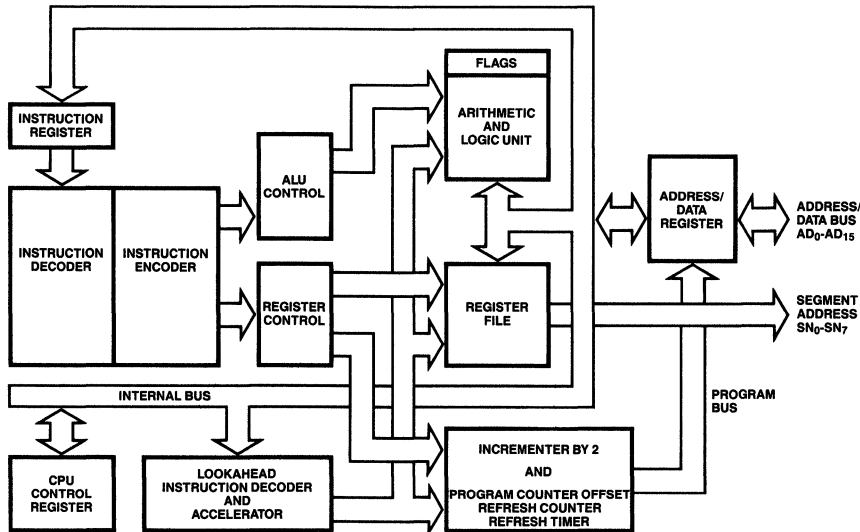 FLAGS
ARITHMETIC
AND
LOGIC UNIT
INSTRUCTION
REGISTER
ALU
CONTROL
ADDRESS/
DATA
REGISTER
ADDRESS/
DATA BUS
AD₀-AD₁₅
INSTRUCTION
DECODER
INSTRUCTION
ENCODER
REGISTER
CONTROL
REGISTER
FILE
SEGMENT
ADDRESS
SN₀-SN₇
INTERNAL BUS
PROGRAM
BUS
CPU
CONTROL
REGISTER
LOOKAHEAD
INSTRUCTION DECODER
AND
ACCELERATOR
INCREMENTER BY 2
AND
PROGRAM COUNTER OFFSET
REFRESH COUNTER
REFRESH TIMER